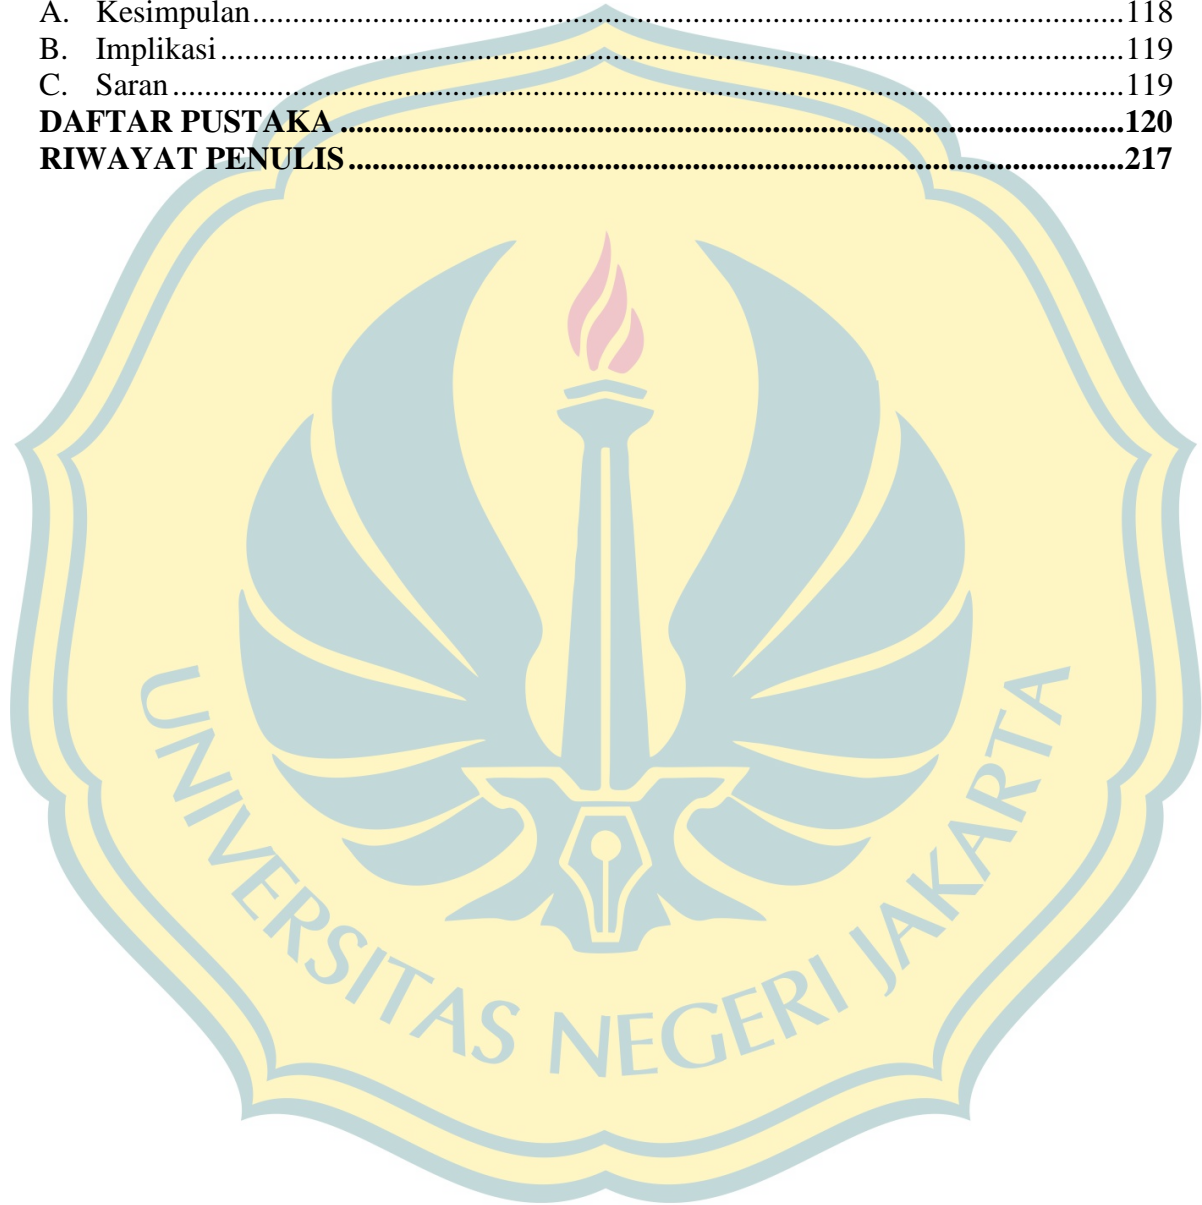 A. Kesimpulan.............................................................................................................118
B. Implikasi.................................................................................................................119
C. Saran.......................................................................................................................119
DAFTAR PUSTAKA ..................................................................................................120
RIWAYAT PENULIS.................................................................................................217
UNIVERSITAS NEGERI JAKARTA